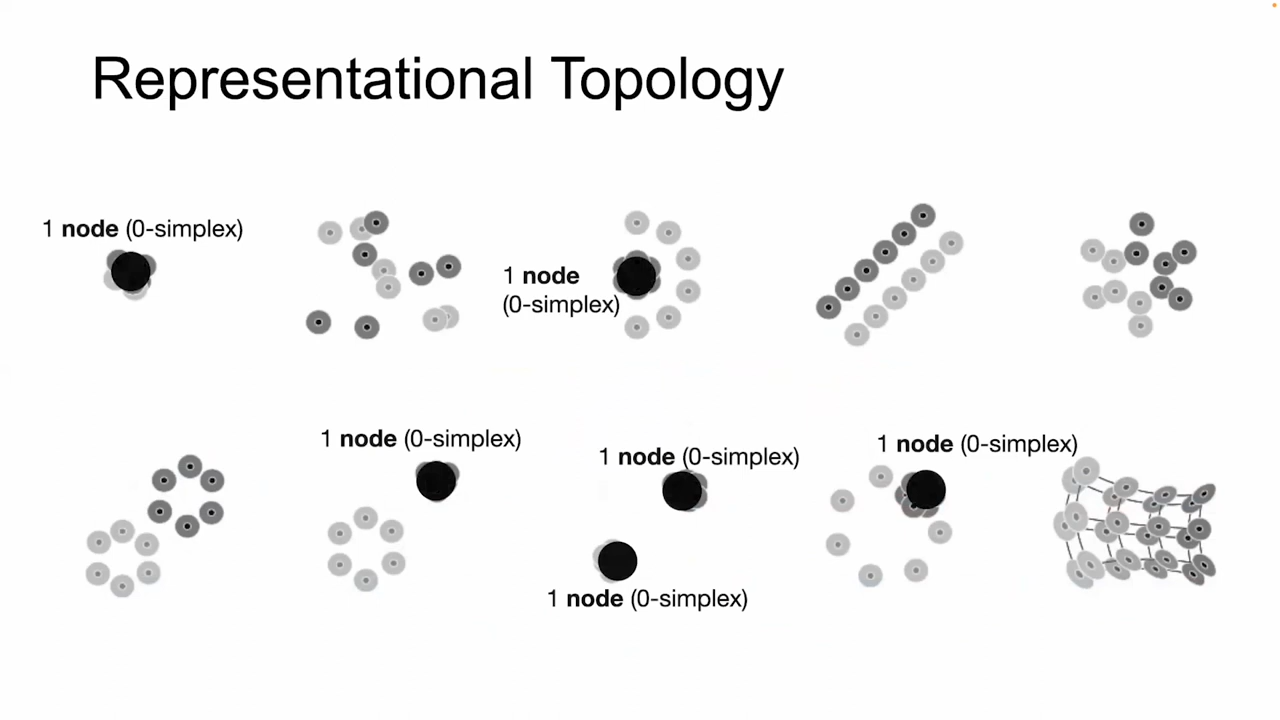 Representational Topology
1 node (0-simplex)
1 node
(0-simplex)
1 node (0-simplex)
1 node (0-simplex)
1 node (0-simplex)
1 node (0-simplex)